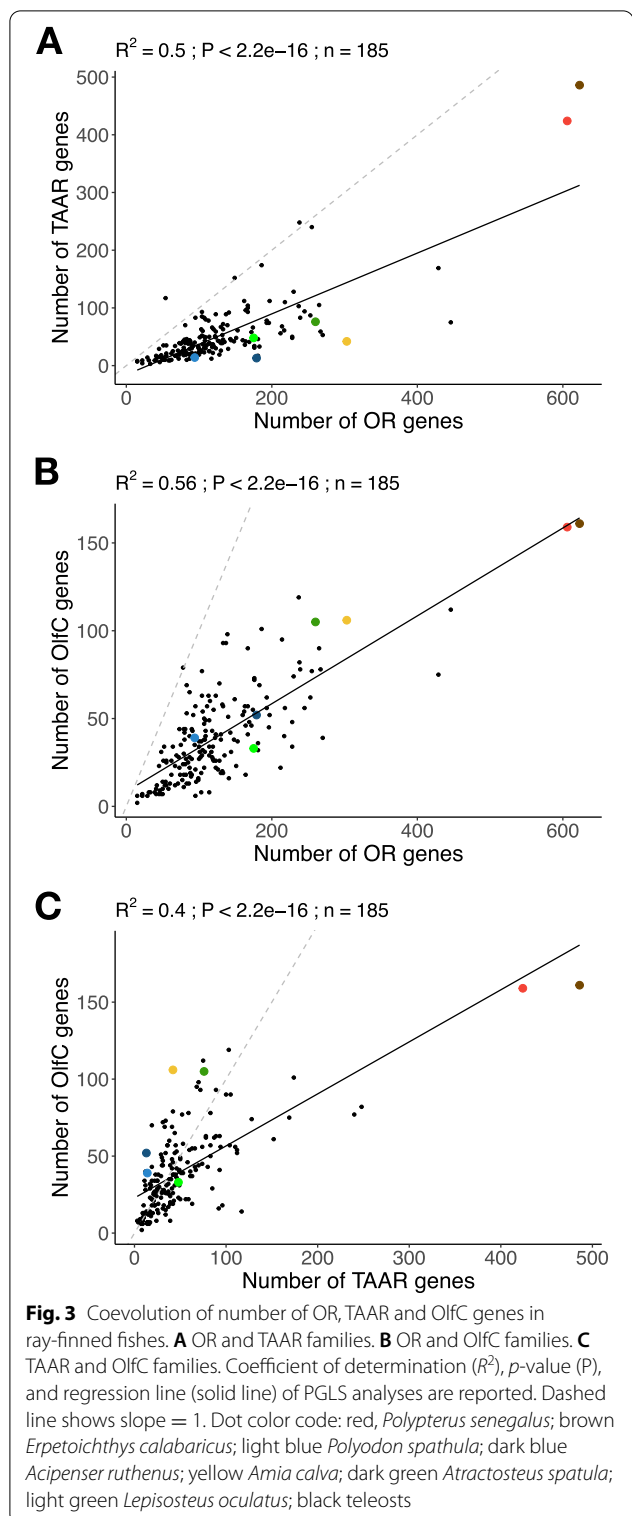 A
R² = 0.5 ; P < 2.2e−16 ; n = 185
500
400
300
200
100
0
Number of TAAR genes
0 200 400 600
Number of OR genes
B
R² = 0.56 ; P < 2.2e−16 ; n = 185
150
100
50
0
Number of OlfC genes
0 200 400 600
Number of OR genes
C
R² = 0.4 ; P < 2.2e−16 ; n = 185
150
100
50
0
Number of OlfC genes
0 100 200 300 400 500
Number of TAAR genes
Fig. 3 Coevolution of number of OR, TAAR and OlfC genes in
ray-finned fishes. A OR and TAAR families. B OR and OlfC families. C
TAAR and OlfC families. Coefficient of determination (R²), p-value (P),
and regression line (solid line) of PGLS analyses are reported. Dashed
line shows slope = 1. Dot color code: red, Polypterus senegalus; brown
Erpetoichthys calabaricus; light blue Polyodon spathula; dark blue
Acipenser ruthenus; yellow Amia calva; dark green Atractosteus spatula;
light green Lepisosteus oculatus; black teleosts